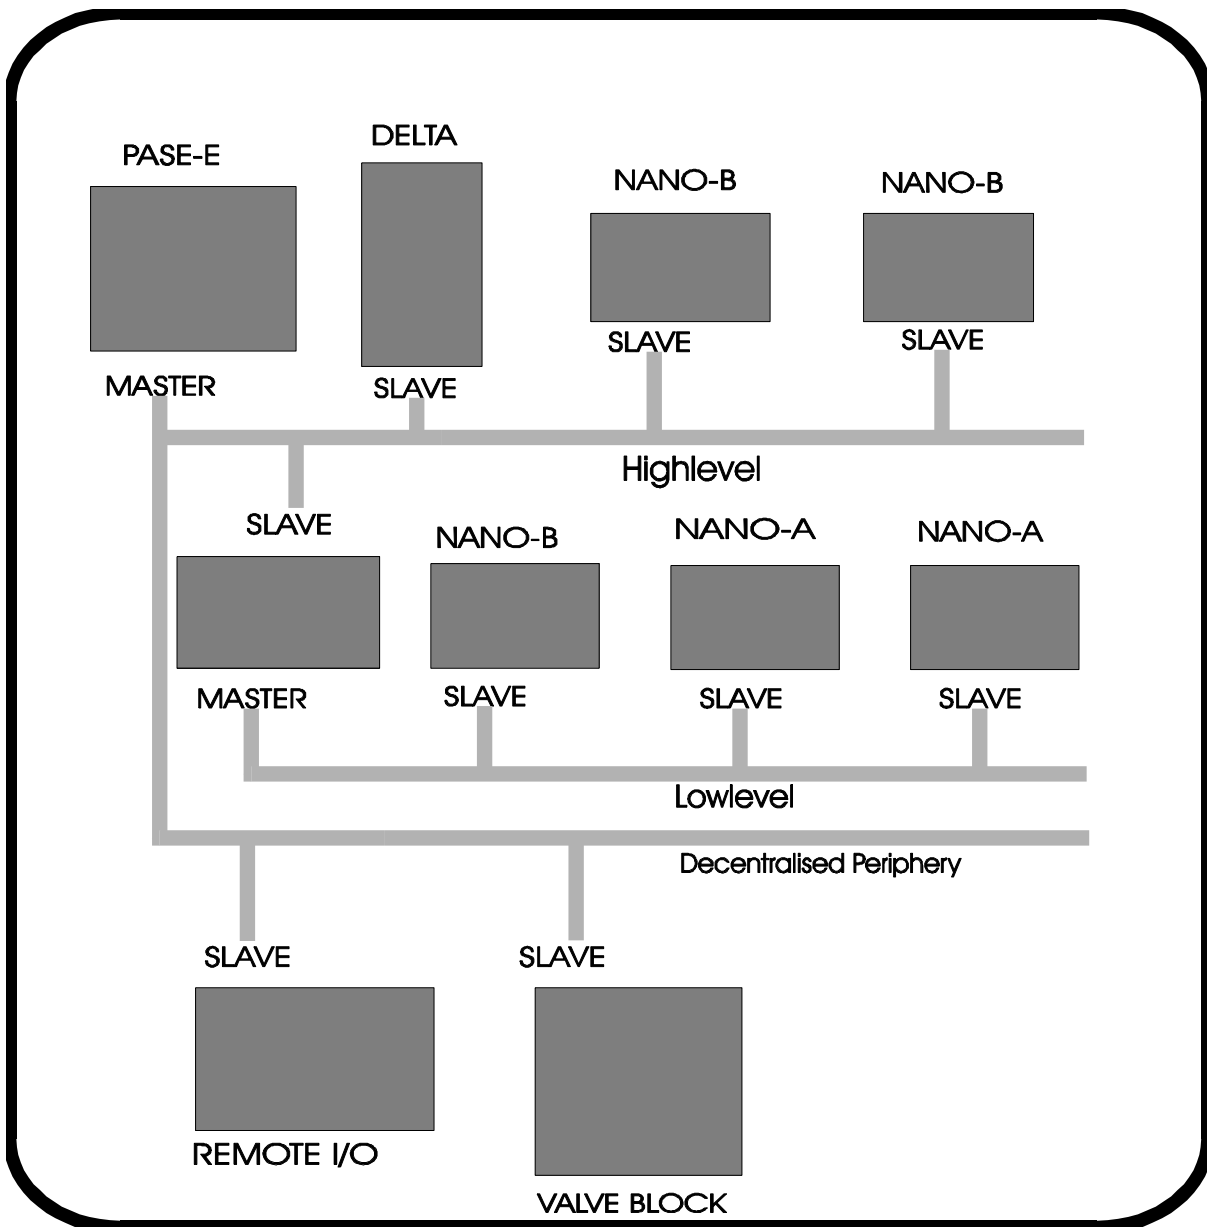 PASE-E
DELTA
NANO-B
NANO-B
MASTER
SLAVE
SLAVE
SLAVE
Highlevel
SLAVE
NANO-B
NANO-A
NANO-A
MASTER
SLAVE
SLAVE
SLAVE
Lowlevel
Decentralised Periphery
SLAVE
SLAVE
REMOTE I/O
VALVE BLOCK